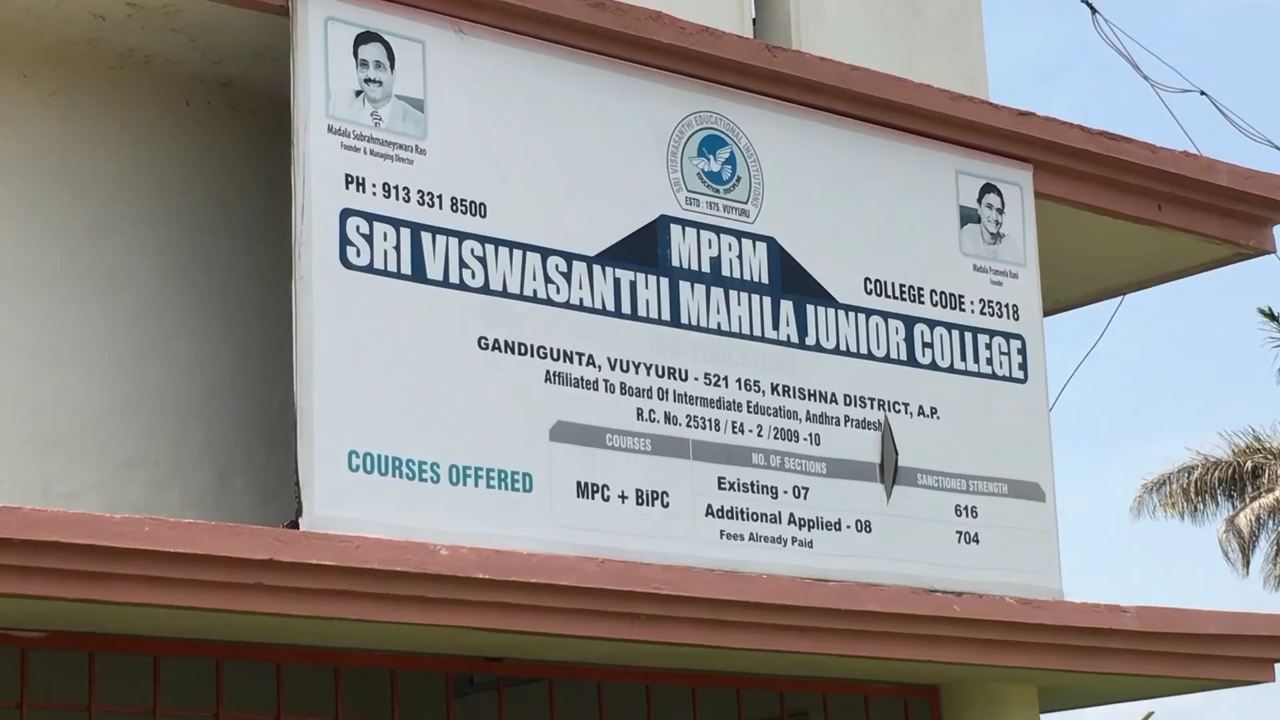 Madala Subrahmaneyswara Rao
Founder & Managing Director
PH : 913 331 8500
SRI VISWASANTHI EDUCATIONAL INSTITUTIONS
EDUCATION - DISCIPLINE
ESTD : 1975. VUYYURU
Madala Prameela Rani
Founder
MPRM
COLLEGE CODE : 25318
SRI VISWASANTHI MAHILA JUNIOR COLLEGE
GANDIGUNTA, VUYYURU - 521 165, KRISHNA DISTRICT, A.P.
Affiliated To Board Of Intermediate Education, Andhra Pradesh
R.C. No. 25318 / E4 - 2 / 2009 -10
COURSES OFFERED
COURSES NO. OF SECTIONS SANCTIONED STRENGTH
MPC + BiPC
Existing - 07 616
Additional Applied - 08 704
Fees Already Paid